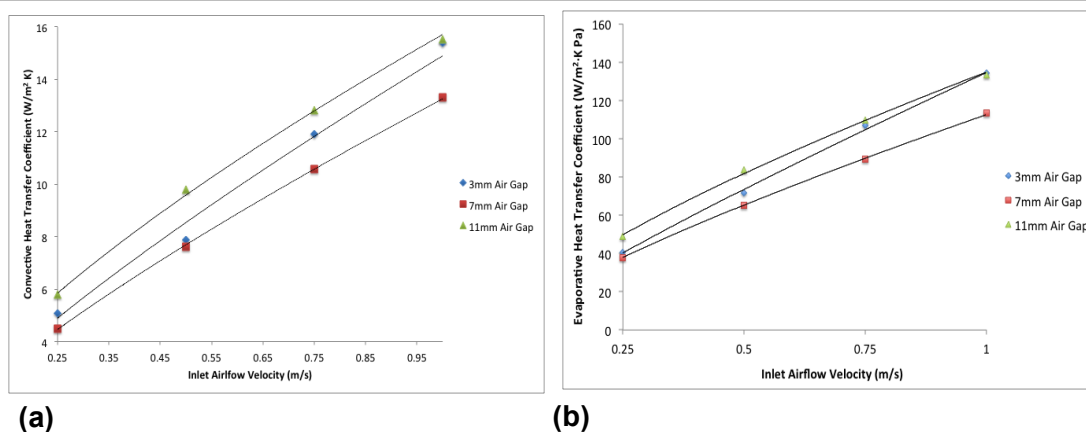 16
14
12
10
8
6
4
Convective Heat Transfer Coefficient (W/m² K)
0.25 0.35 0.45 0.55 0.65 0.75 0.85 0.95
Inlet Airlfow Velocity (m/s)
3mm Air Gap
7mm Air Gap
11mm Air Gap
(a)
160
140
120
100
80
60
40
20
0
Evaporative Heat Transfer Coefficient (W/m²·K Pa)
0.25 0.5 0.75 1
Inlet Airflow Velocity (m/s)
3mm Air Gap
7mm Air Gap
11mm Air Gap
(b)